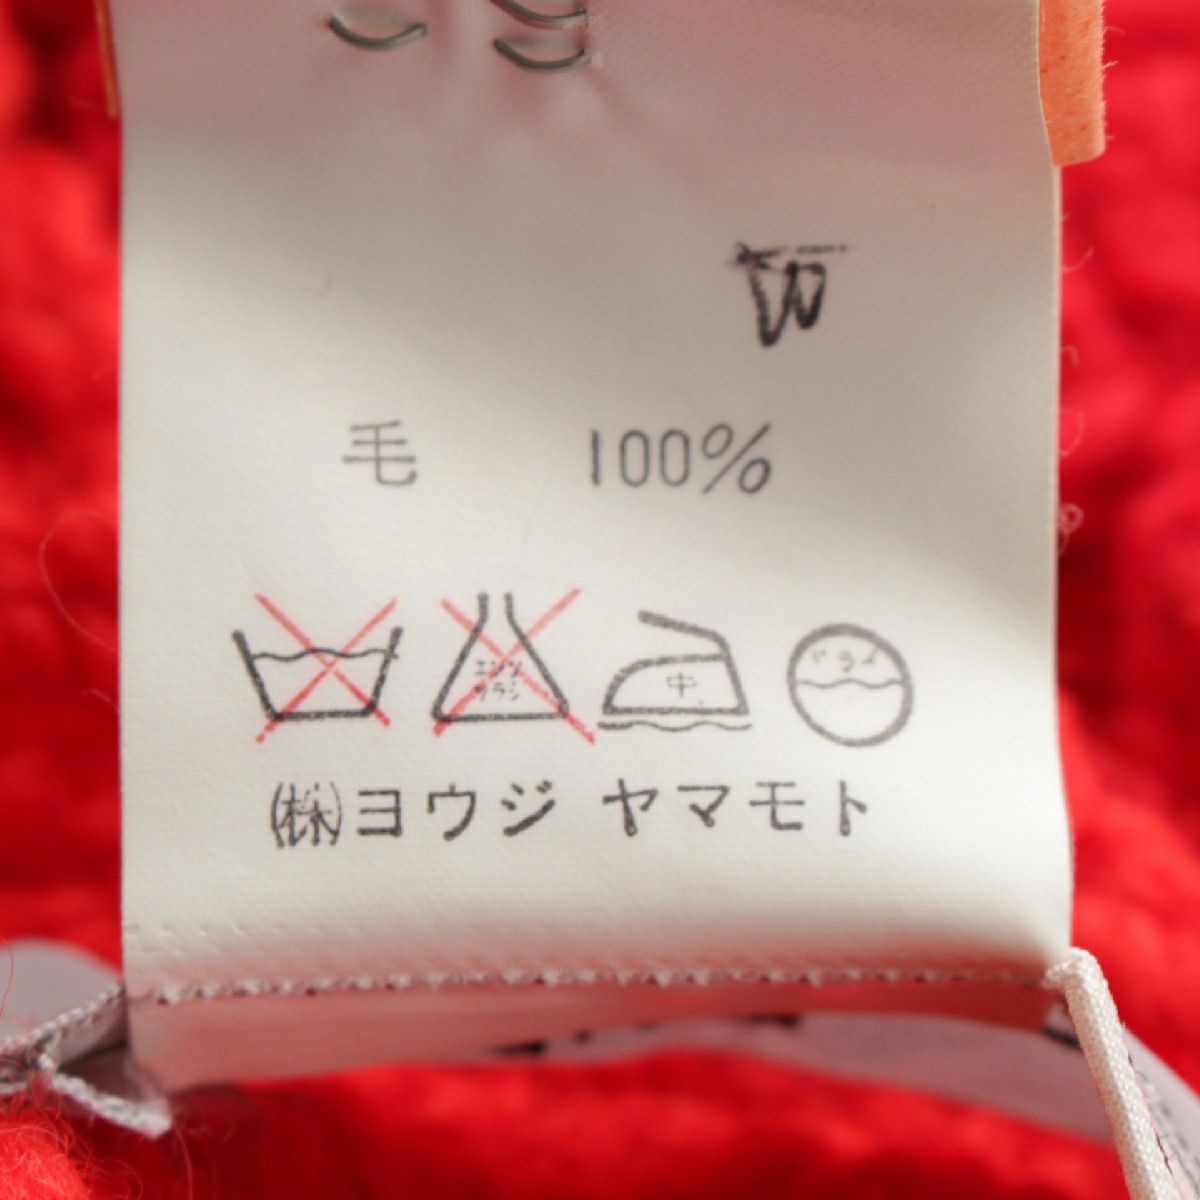 W
毛 100%
エンソ
サラシ
中
ドライ
㈱ヨウジ ヤマモト